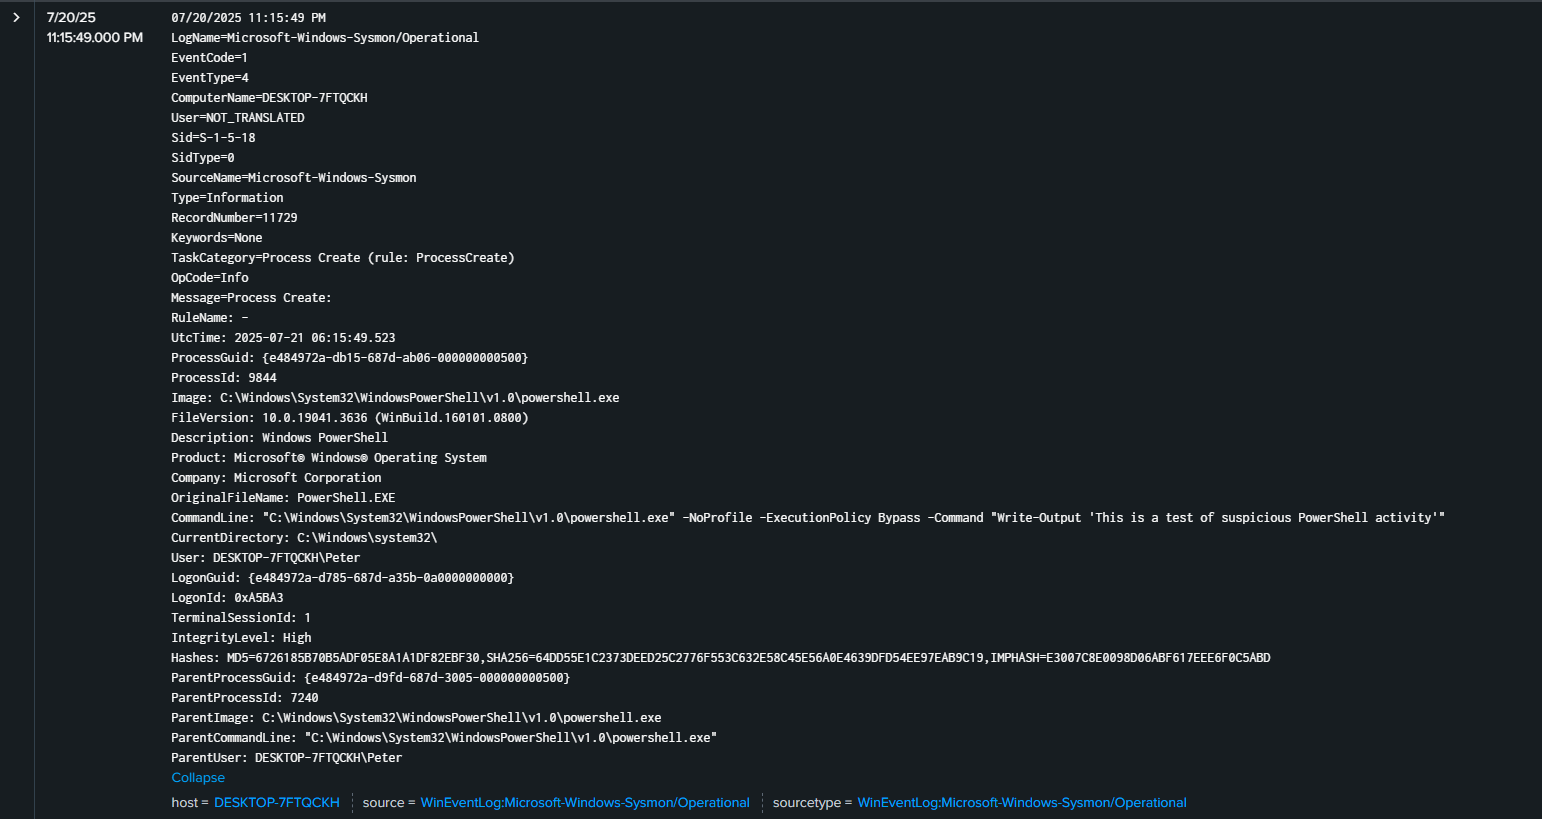 7/20/25
11:15:49.000 PM
07/20/2025 11:15:49 PM
LogName=Microsoft-Windows-Sysmon/Operational
EventCode=1
EventType=4
ComputerName=DESKTOP-7FTQCKH
User=NOT_TRANSLATED
Sid=S-1-5-18
SidType=0
SourceName=Microsoft-Windows-Sysmon
Type=Information
RecordNumber=11729
Keywords=None
TaskCategory=Process Create (rule: ProcessCreate)
OpCode=Info
Message=Process Create:
RuleName: -
UtcTime: 2025-07-21 06:15:49.523
ProcessGuid: {e484972a-db15-687d-ab06-000000000500}
ProcessId: 9844
Image: C:\Windows\System32\WindowsPowerShell\v1.0\powershell.exe
FileVersion: 10.0.19041.3636 (WinBuild.160101.0800)
Description: Windows PowerShell
Product: Microsoft® Windows® Operating System
Company: Microsoft Corporation
OriginalFileName: PowerShell.EXE
CommandLine: "C:\Windows\System32\WindowsPowerShell\v1.0\powershell.exe" -NoProfile -ExecutionPolicy Bypass -Command "Write-Output 'This is a test of suspicious PowerShell activity'"
CurrentDirectory: C:\Windows\system32\
User: DESKTOP-7FTQCKH\Peter
LogonGuid: {e484972a-d785-687d-a35b-0a0000000000}
LogonId: 0xA5BA3
TerminalSessionId: 1
IntegrityLevel: High
Hashes: MD5=6726185B70B5ADF05E8A1A1DF82EBF30,SHA256=64DD55E1C2373DEED25C2776F553C632E58C45E56A0E4639DFD54EE97EAB9C19,IMPHASH=E3007C8E0098D06ABF617EEE6F0C5ABD
ParentProcessGuid: {e484972a-d9fd-687d-3005-000000000500}
ParentProcessId: 7240
ParentImage: C:\Windows\System32\WindowsPowerShell\v1.0\powershell.exe
ParentCommandLine: "C:\Windows\System32\WindowsPowerShell\v1.0\powershell.exe"
ParentUser: DESKTOP-7FTQCKH\Peter
Collapse
host = DESKTOP-7FTQCKH source = WinEventLog:Microsoft-Windows-Sysmon/Operational sourcetype = WinEventLog:Microsoft-Windows-Sysmon/Operational